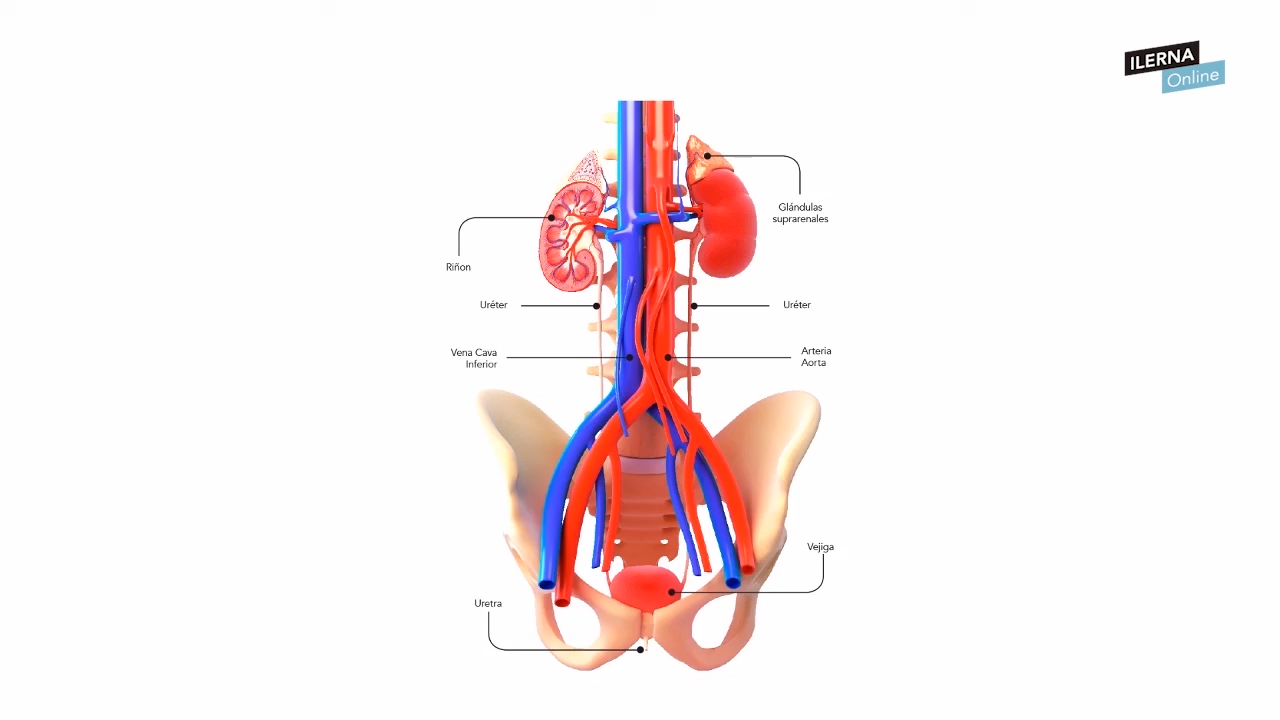 ILERNA
Online
Glándulas
suprarenales
Riñon
Uréter
Uréter
Vena Cava
Inferior
Arteria
Aorta
Vejiga
Uretra